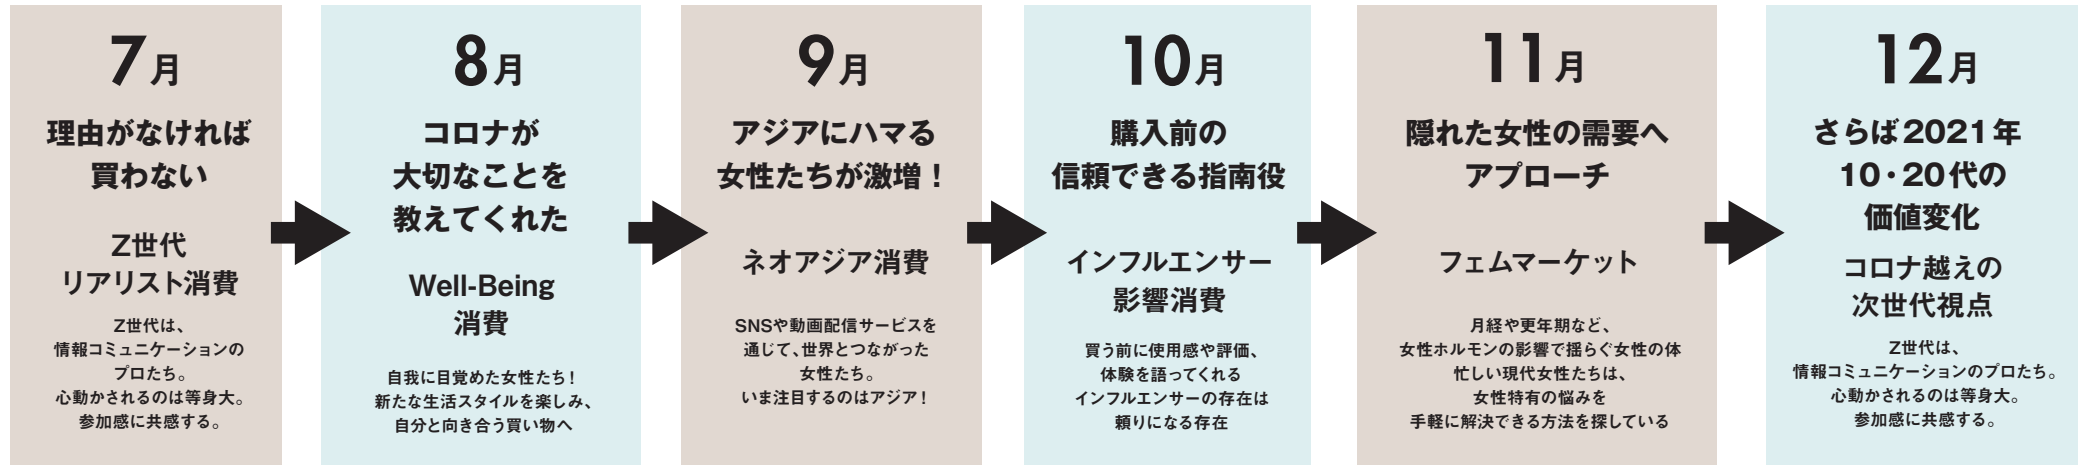 7月
理由がなければ
買わない
Z世代
リアリスト消費
Z世代は、
情報コミュニケーションの
プロたち。
心動かされるのは等身大。
参加感に共感する。
8月
コロナが
大切なことを
教えてくれた
Well-Being
消費
自我に目覚めた女性たち！
新たな生活スタイルを楽しみ、
自分と向き合う買い物へ
9月
アジアにハマる
女性たちが激増！
ネオアジア消費
SNSや動画配信サービスを
通じて、世界とつながった
女性たち。
いま注目するのはアジア！
10月
購入前の
信頼できる指南役
インフルエンサー
影響消費
買う前に使用感や評価、
体験を語ってくれる
インフルエンサーの存在は
頼りになる存在
11月
隠れた女性の需要へ
アプローチ
フェムマーケット
月経や更年期など、
女性ホルモンの影響で揺らぐ女性の体
忙しい現代女性たちは、
女性特有の悩みを
手軽に解決できる方法を探している
12月
さらば2021年
10・20代の
価値変化
コロナ越えの
次世代視点
Z世代は、
情報コミュニケーションのプロたち。
心動かされるのは等身大。
参加感に共感する。